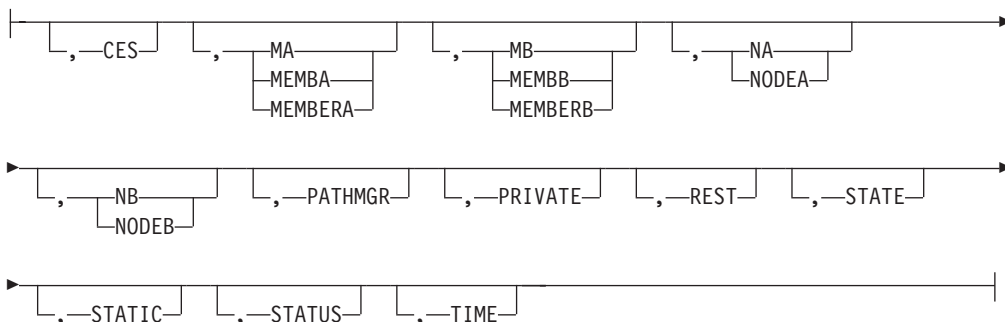 , CES , MA , MB , NA
MEMBA MEMBB NODEA
MEMBERA MEMBERB
, NB , PATHMGR , PRIVATE , REST , STATE
NODEB
, STATIC , STATUS , TIME